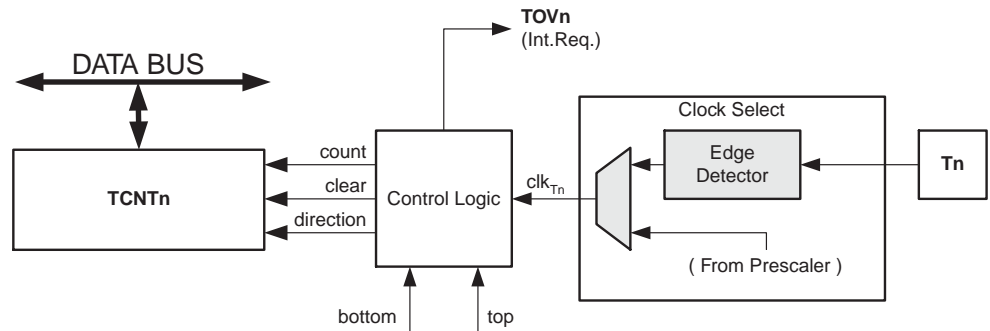 TOVn
(Int.Req.)
DATA BUS
Clock Select
count
Edge
Detector
Tn
TCNTn
clear
Control Logic
clkTn
direction
( From Prescaler )
bottom
top